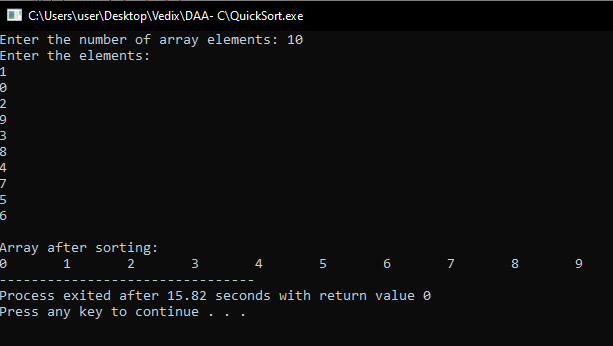 C:\Users\user\Desktop\Vedix\DAA- C\QuickSort.exe
Enter the number of array elements: 10
Enter the elements:
1
0
2
9
3
8
4
7
5
6
Array after sorting:
0 1 2 3 4 5 6 7 8 9
--------------------------------
Process exited after 15.82 seconds with return value 0
Press any key to continue . . .